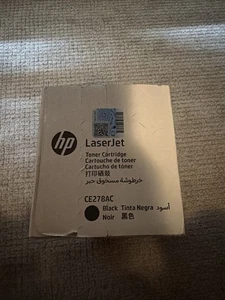 hp
LaserJet
Toner Cartridge
Cartouche de toner
Cartucho de tóner
打印硒鼓
خرطوشة مسحوق حبر
CE278AC
Black Tinta Negra أسود
Noir 黑色